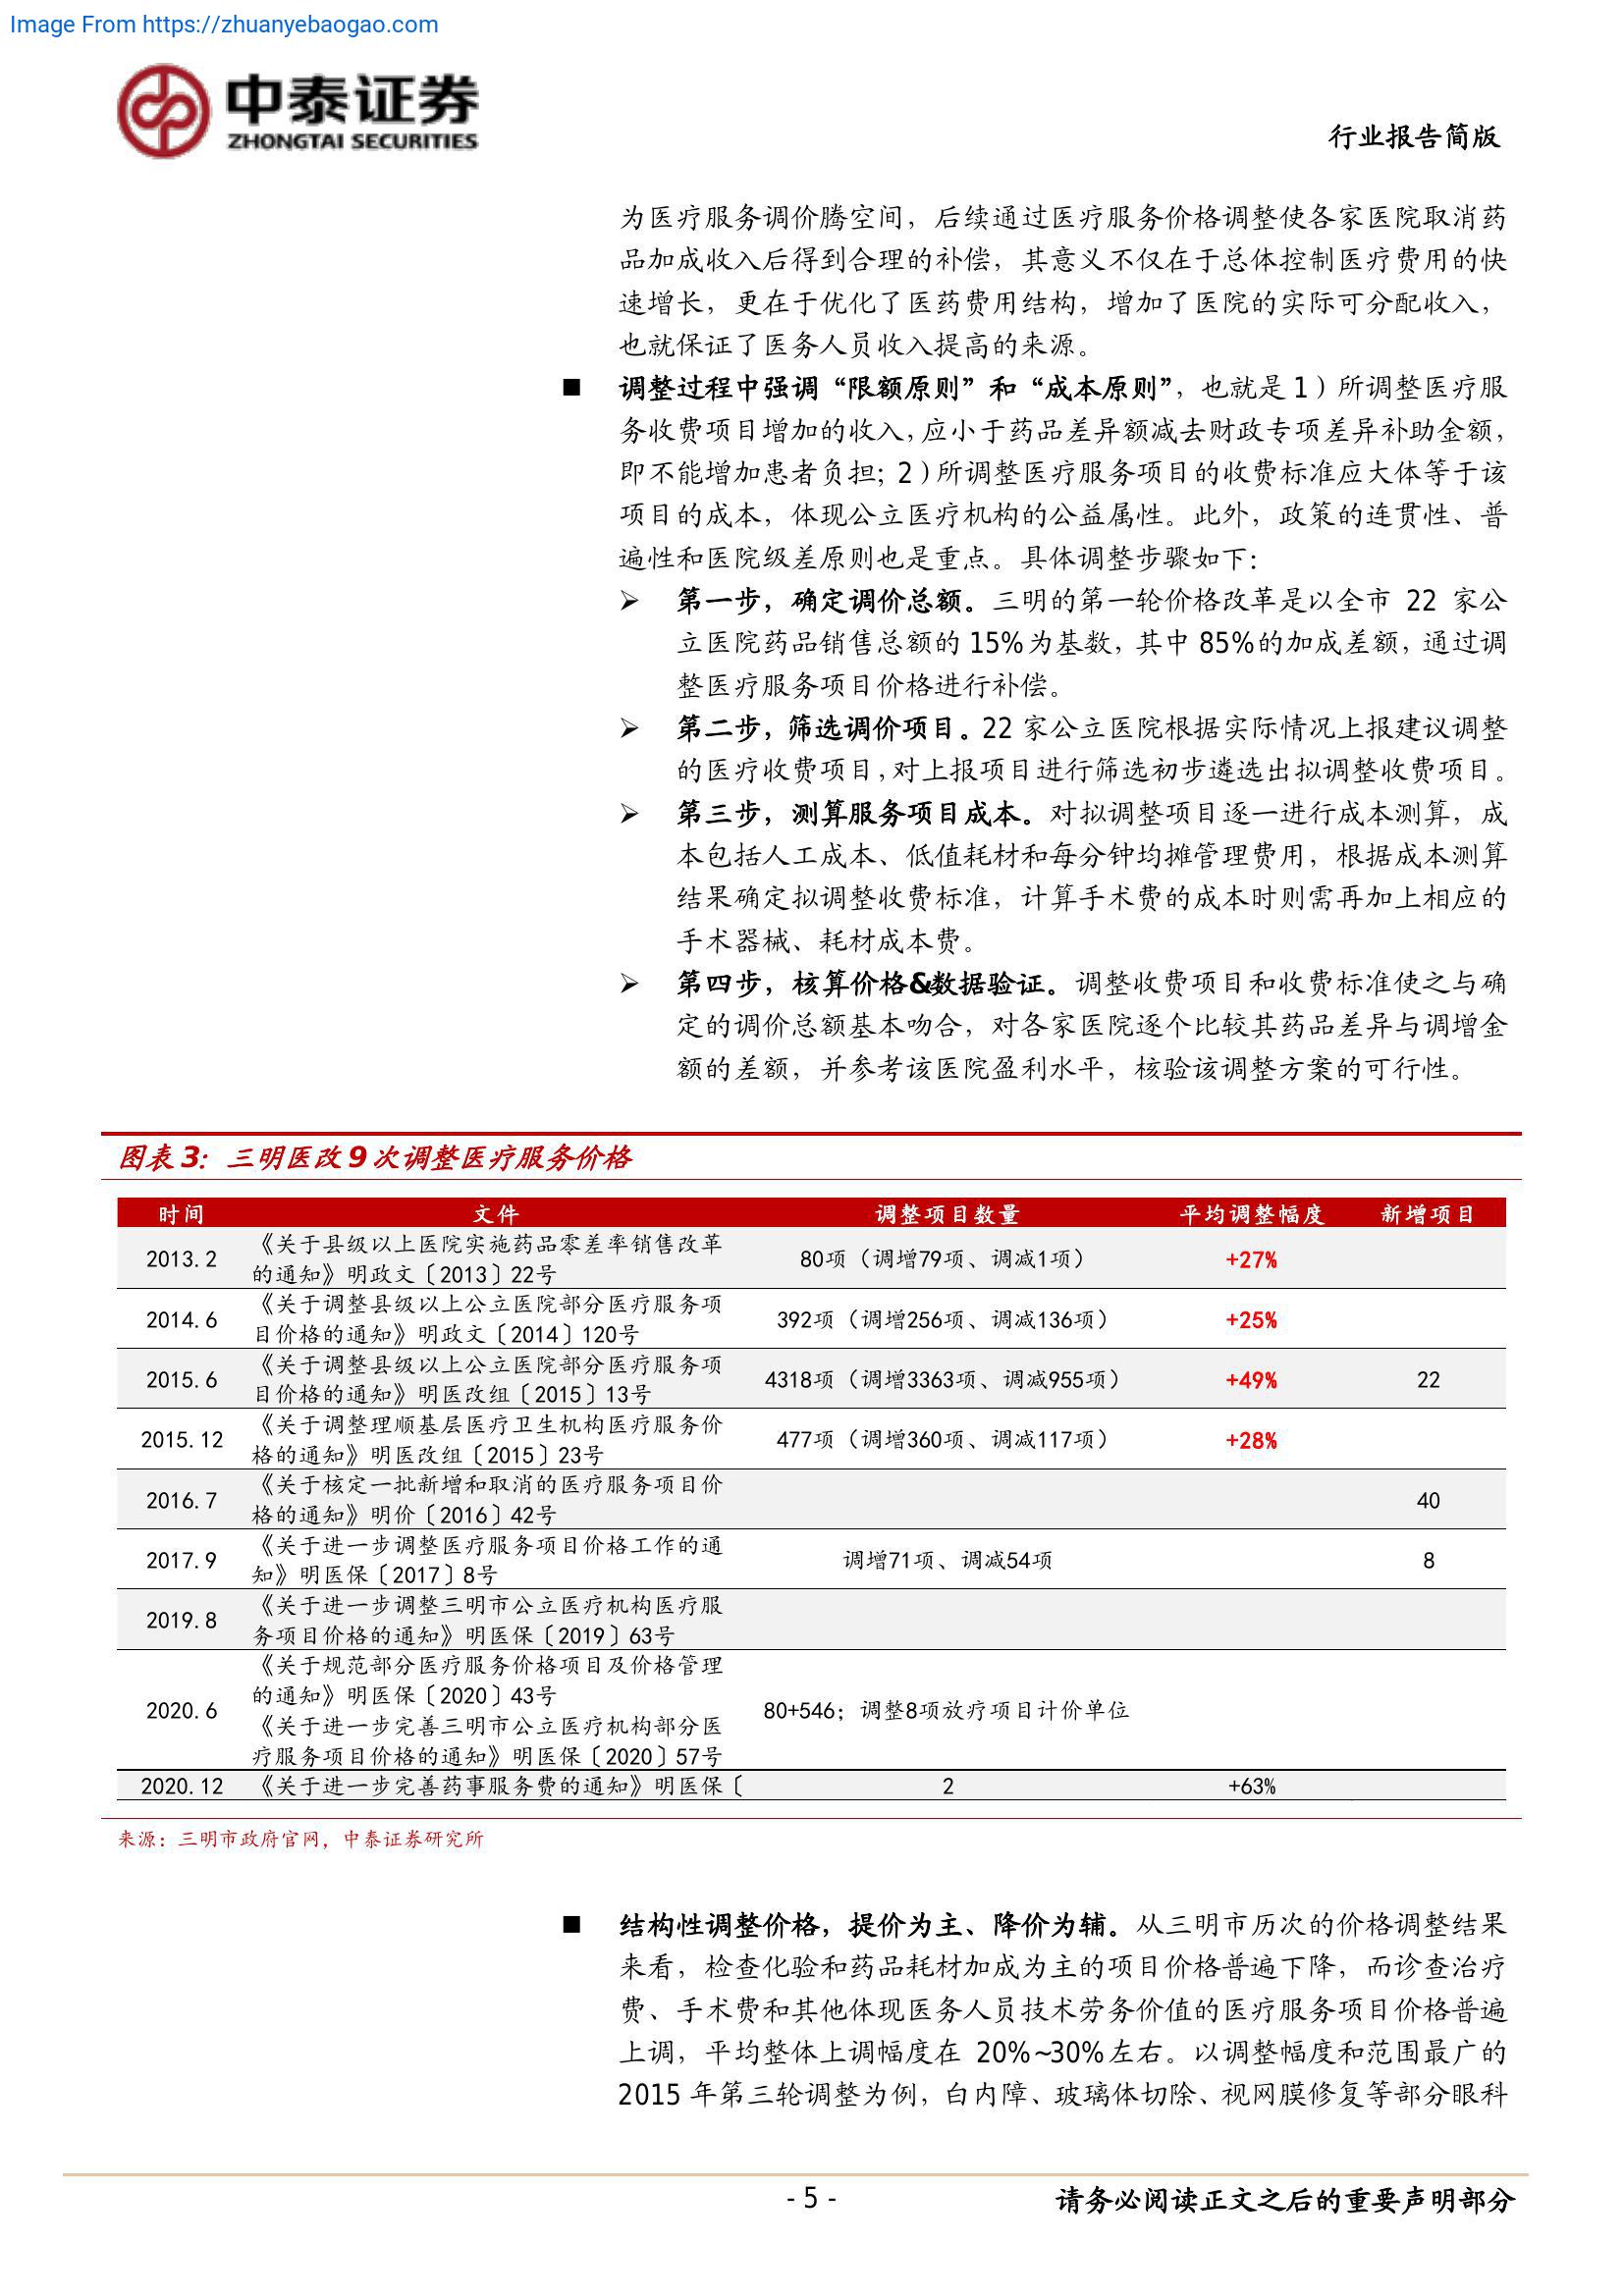 Image From https://zhuanyebaogao.com
中泰证券
ZHONGTAI SECURITIES
行业报告简版
为医疗服务调价腾空间，后续通过医疗服务价格调整使各家医院取消药
品加成收入后得到合理的补偿，其意义不仅在于总体控制医疗费用的快
速增长，更在于优化了医药费用结构，增加了医院的实际可分配收入，
也就保证了医务人员收入提高的来源。
■ 调整过程中强调“限额原则”和“成本原则”，也就是1）所调整医疗服
务收费项目增加的收入，应小于药品差异额减去财政专项差异补助金额，
即不能增加患者负担；2）所调整医疗服务项目的收费标准应大体等于该
项目的成本，体现公立医疗机构的公益属性。此外，政策的连贯性、普
遍性和医院级差原则也是重点。具体调整步骤如下：
➢ 第一步，确定调价总额。三明的第一轮价格改革是以全市 22 家公
立医院药品销售总额的15%为基数，其中85%的加成差额，通过调
整医疗服务项目价格进行补偿。
➢ 第二步，筛选调价项目。22 家公立医院根据实际情况上报建议调整
的医疗收费项目，对上报项目进行筛选初步遴选出拟调整收费项目。
➢ 第三步，测算服务项目成本。对拟调整项目逐一进行成本测算，成
本包括人工成本、低值耗材和每分钟均摊管理费用，根据成本测算
结果确定拟调整收费标准，计算手术费的成本时则需再加上相应的
手术器械、耗材成本费。
➢ 第四步，核算价格&数据验证。调整收费项目和收费标准使之与确
定的调价总额基本吻合，对各家医院逐个比较其药品差异与调增金
额的差额，并参考该医院盈利水平，核验该调整方案的可行性。
图表3：三明医改9次调整医疗服务价格
时间 文件 调整项目数量 平均调整幅度 新增项目
《关于县级以上医院实施药品零差率销售改革
2013.2 的通知》明政文〔2013〕22号 80项（调增79项、调减1项） +27%
《关于调整县级以上公立医院部分医疗服务项
2014.6 目价格的通知》明政文〔2014〕120号 392项（调增256项、调减136项） +25%
《关于调整县级以上公立医院部分医疗服务项
2015.6 目价格的通知》明医改组〔2015〕13号 4318项（调增3363项、调减955项） +49% 22
《关于调整理顺基层医疗卫生机构医疗服务价
2015.12 格的通知》明医改组〔2015〕23号 477项（调增360项、调减117项） +28%
《关于核定一批新增和取消的医疗服务项目价
2016.7 格的通知》明价〔2016〕42号 40
《关于进一步调整医疗服务项目价格工作的通
2017.9 知》明医保〔2017〕8号 调增71项、调减54项 8
《关于进一步调整三明市公立医疗机构医疗服
2019.8 务项目价格的通知》明医保〔2019〕63号
《关于规范部分医疗服务价格项目及价格管理
的通知》明医保〔2020〕43号
2020.6 80+546；调整8项放疗项目计价单位
《关于进一步完善三明市公立医疗机构部分医
疗服务项目价格的通知》明医保〔2020〕57号
2020.12 《关于进一步完善药事服务费的通知》明医保〔 2 +63%
来源：三明市政府官网，中泰证券研究所
■ 结构性调整价格，提价为主、降价为辅。从三明市历次的价格调整结果
来看，检查化验和药品耗材加成为主的项目价格普遍下降，而诊查治疗
费、手术费和其他体现医务人员技术劳务价值的医疗服务项目价格普遍
上调，平均整体上调幅度在 20%~30%左右。以调整幅度和范围最广的
2015 年第三轮调整为例，白内障、玻璃体切除、视网膜修复等部分眼科
- 5 -
请务必阅读正文之后的重要声明部分